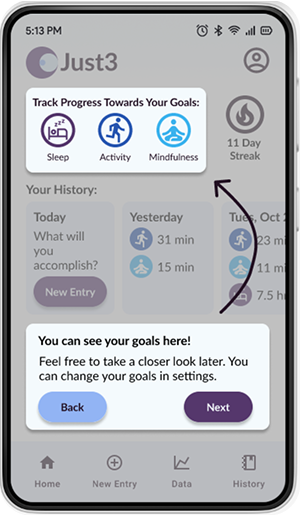 5:13 PM
Just3
Track Progress Towards Your Goals:
Sleep
Activity
Mindfulness
11 Day
Streak
Your History:
Today
What will
you
accomplish?
New Entry
Yesterday
31 min
15 min
Tues, Oct 2
23 mi
11 mi
7.5 h
You can see your goals here!
Feel free to take a closer look later. You
can change your goals in settings.
Back
Next
Home
New Entry
Data
History